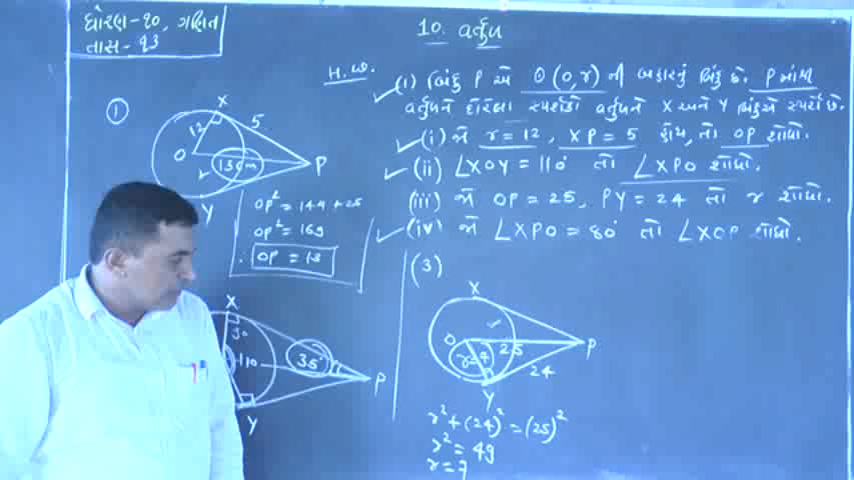 ધોરણ-૧૦, ગણિત
તાસ-૧૩
10. વર્તુળ
H.W.
(1) બિંદુ P એ ⊙(O,r) ની બહારનું બિંદુ છે. P માંથી
વર્તુળને દોરેલા સ્પર્શકો વર્તુળને X અને Y બિંદુએ સ્પર્શે છે.
(i) જો r=12, XP=5 હોય, તો OP શોધો.
(ii) ∠XOY=110° તો ∠XPO શોધો.
(iii) જો OP=25, PY=24 તો r શોધો.
(iv) જો ∠XPO=80° તો ∠XOP શોધો.
①
X
12
5
O
P
Y
OP²=144+25
OP²=169
OP=13
X
90
110
35°
P
Y
(3)
X
O
25
r=7
P
24
Y
r²+(24)²=(25)²
r²=49
r=7